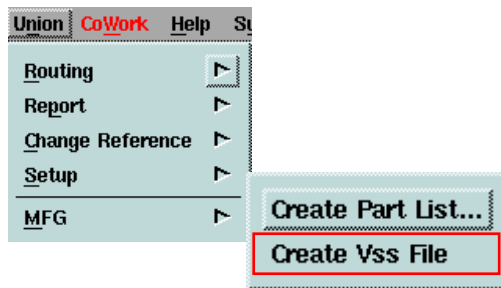 Union CoWork Help
Routing
Report
Change Reference
Setup
MFG
Create Part List...
Create Vss File